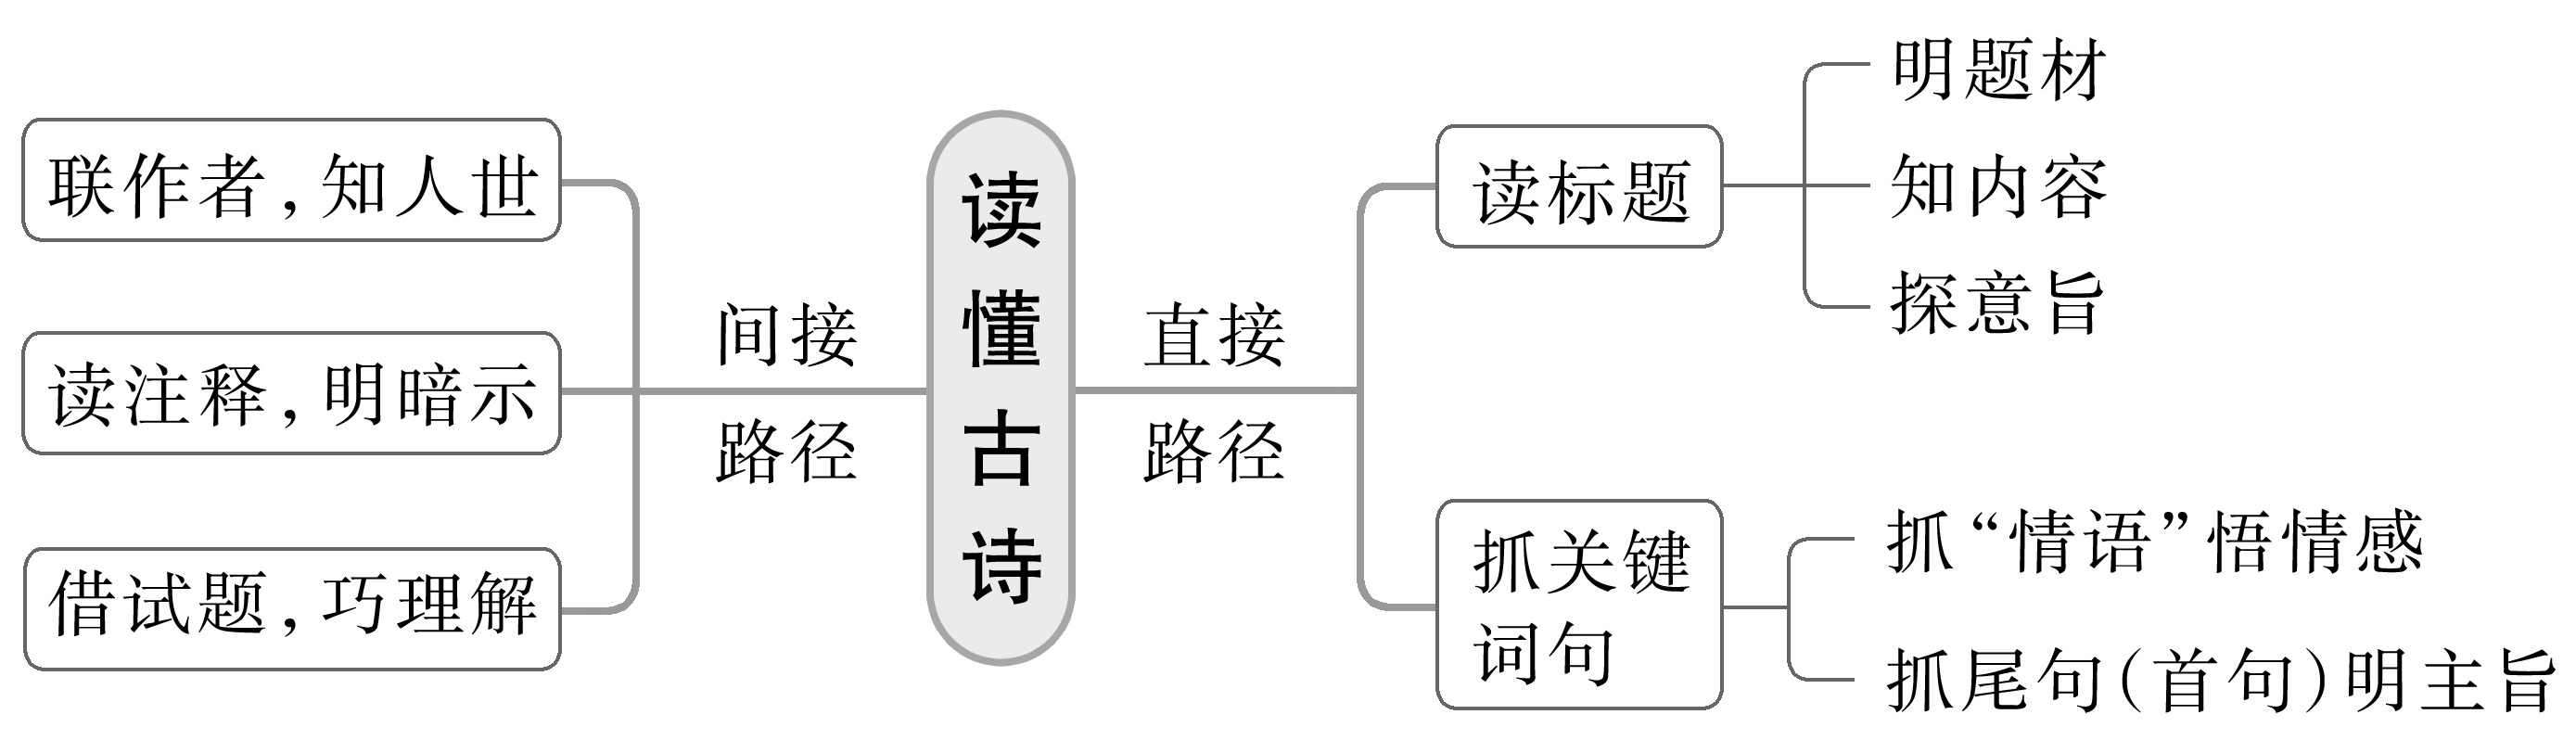 联作者,知人世
读注释,明暗示
借试题,巧理解
间接
路径
读
懂
古
诗
直接
路径
读标题
明题材
知内容
探意旨
抓关键
词句
抓“情语”悟情感
抓尾句(首句)明主旨